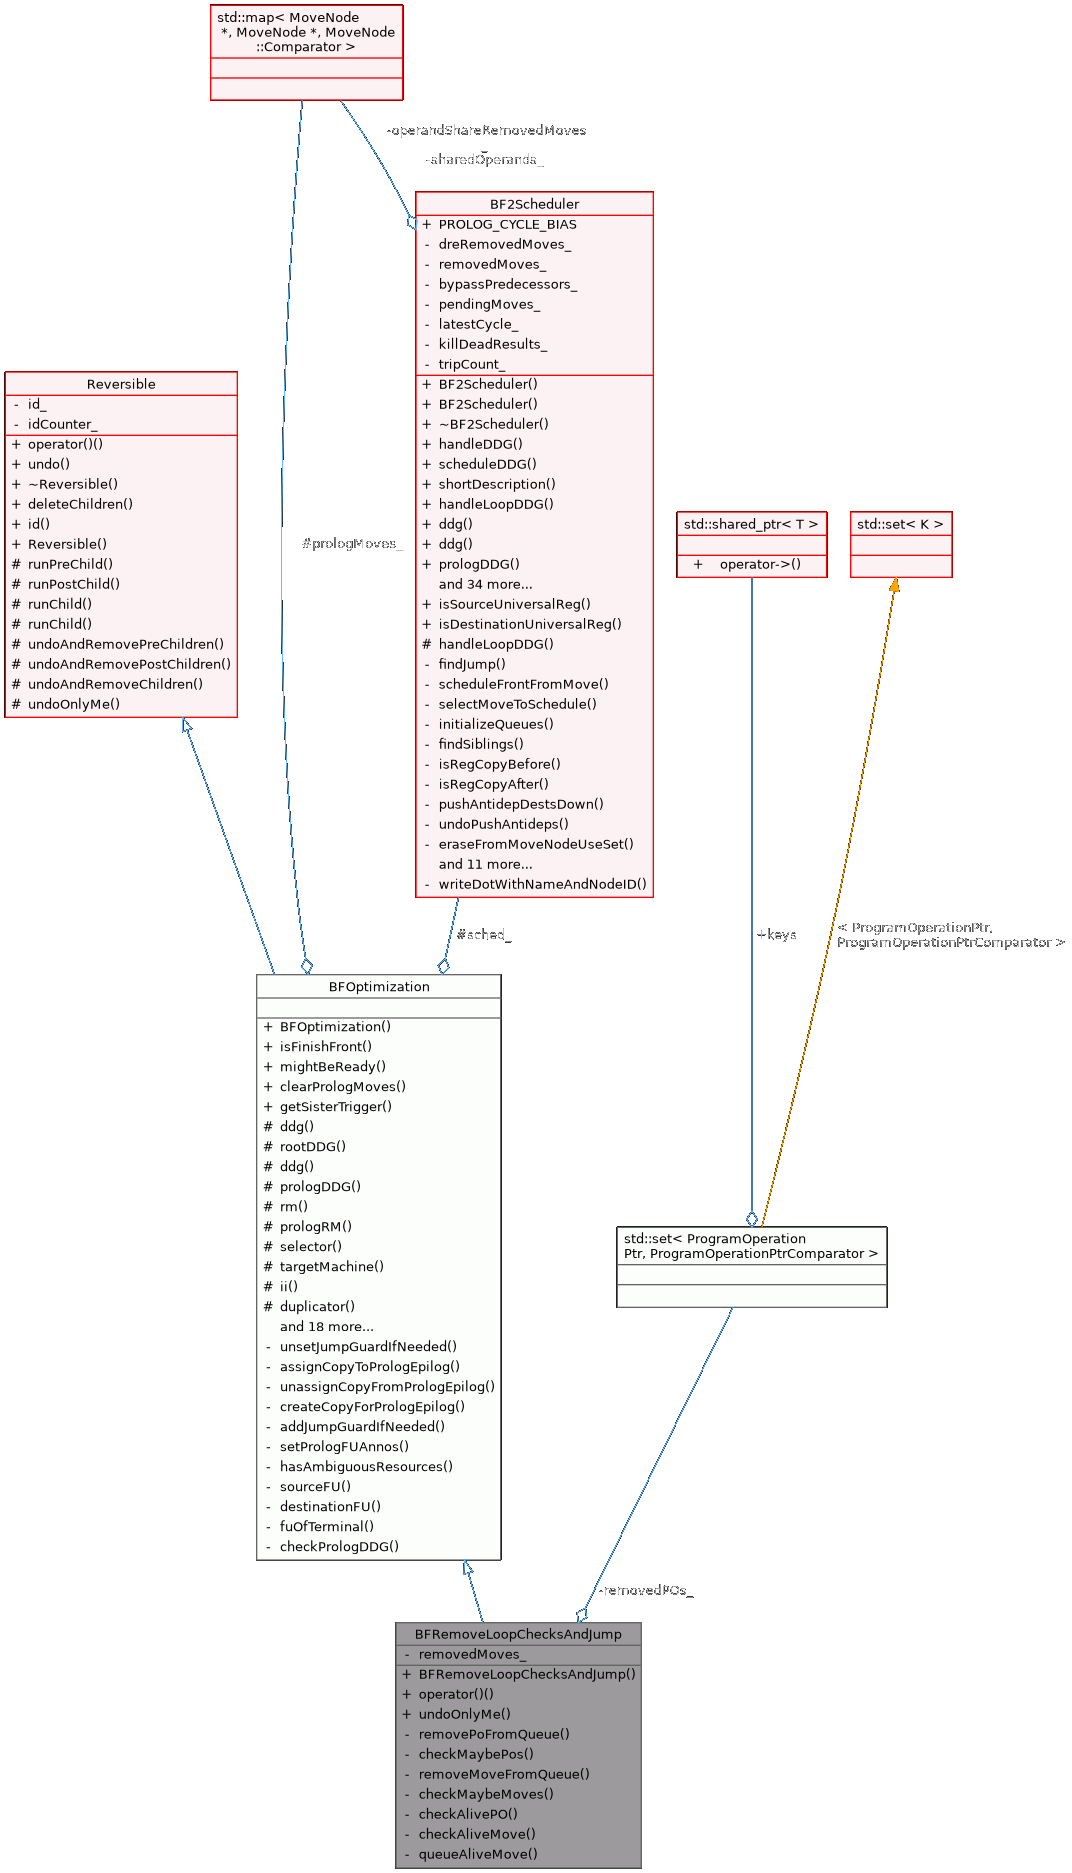 std::map< MoveNode
*, MoveNode *, MoveNode
::Comparator >
-operandShareRemovedMoves
_
-sharedOperands_
BF2Scheduler
+ PROLOG_CYCLE_BIAS
- dreRemovedMoves_
- removedMoves_
- bypassPredecessors_
- pendingMoves_
- latestCycle_
- killDeadResults_
- tripCount_
+ BF2Scheduler()
+ BF2Scheduler()
+ ~BF2Scheduler()
+ handleDDG()
+ scheduleDDG()
+ shortDescription()
+ handleLoopDDG()
+ ddg()
+ ddg()
+ prologDDG()
and 34 more...
+ isSourceUniversalReg()
+ isDestinationUniversalReg()
# handleLoopDDG()
- findJump()
- scheduleFrontFromMove()
- selectMoveToSchedule()
- initializeQueues()
- findSiblings()
- isRegCopyBefore()
- isRegCopyAfter()
- pushAntidepDestsDown()
- undoPushAntideps()
- eraseFromMoveNodeUseSet()
and 11 more...
- writeDotWithNameAndNodeID()
Reversible
- id_
- idCounter_
+ operator()()
+ undo()
+ ~Reversible()
+ deleteChildren()
+ id()
+ Reversible()
# runPreChild()
# runPostChild()
# runChild()
# runChild()
# undoAndRemovePreChildren()
# undoAndRemovePostChildren()
# undoAndRemoveChildren()
# undoOnlyMe()
#prologMoves_
std::shared_ptr< T >
+ operator->()
std::set< K >
#sched_
+keys
< ProgramOperationPtr,
ProgramOperationPtrComparator >
BFOptimization
+ BFOptimization()
+ isFinishFront()
+ mightBeReady()
+ clearPrologMoves()
+ getSisterTrigger()
# ddg()
# rootDDG()
# ddg()
# prologDDG()
# rm()
# prologRM()
# selector()
# targetMachine()
# ii()
# duplicator()
and 18 more...
- unsetJumpGuardIfNeeded()
- assignCopyToPrologEpilog()
- unassignCopyFromPrologEpilog()
- createCopyForPrologEpilog()
- addJumpGuardIfNeeded()
- setPrologFUAnnos()
- hasAmbiguousResources()
- sourceFU()
- destinationFU()
- fuOfTerminal()
- checkPrologDDG()
std::set< ProgramOperation
Ptr, ProgramOperationPtrComparator >
-removedPOs_
BFRemoveLoopChecksAndJump
- removedMoves_
+ BFRemoveLoopChecksAndJump()
+ operator()()
+ undoOnlyMe()
- removePoFromQueue()
- checkMaybePos()
- removeMoveFromQueue()
- checkMaybeMoves()
- checkAlivePO()
- checkAliveMove()
- queueAliveMove()